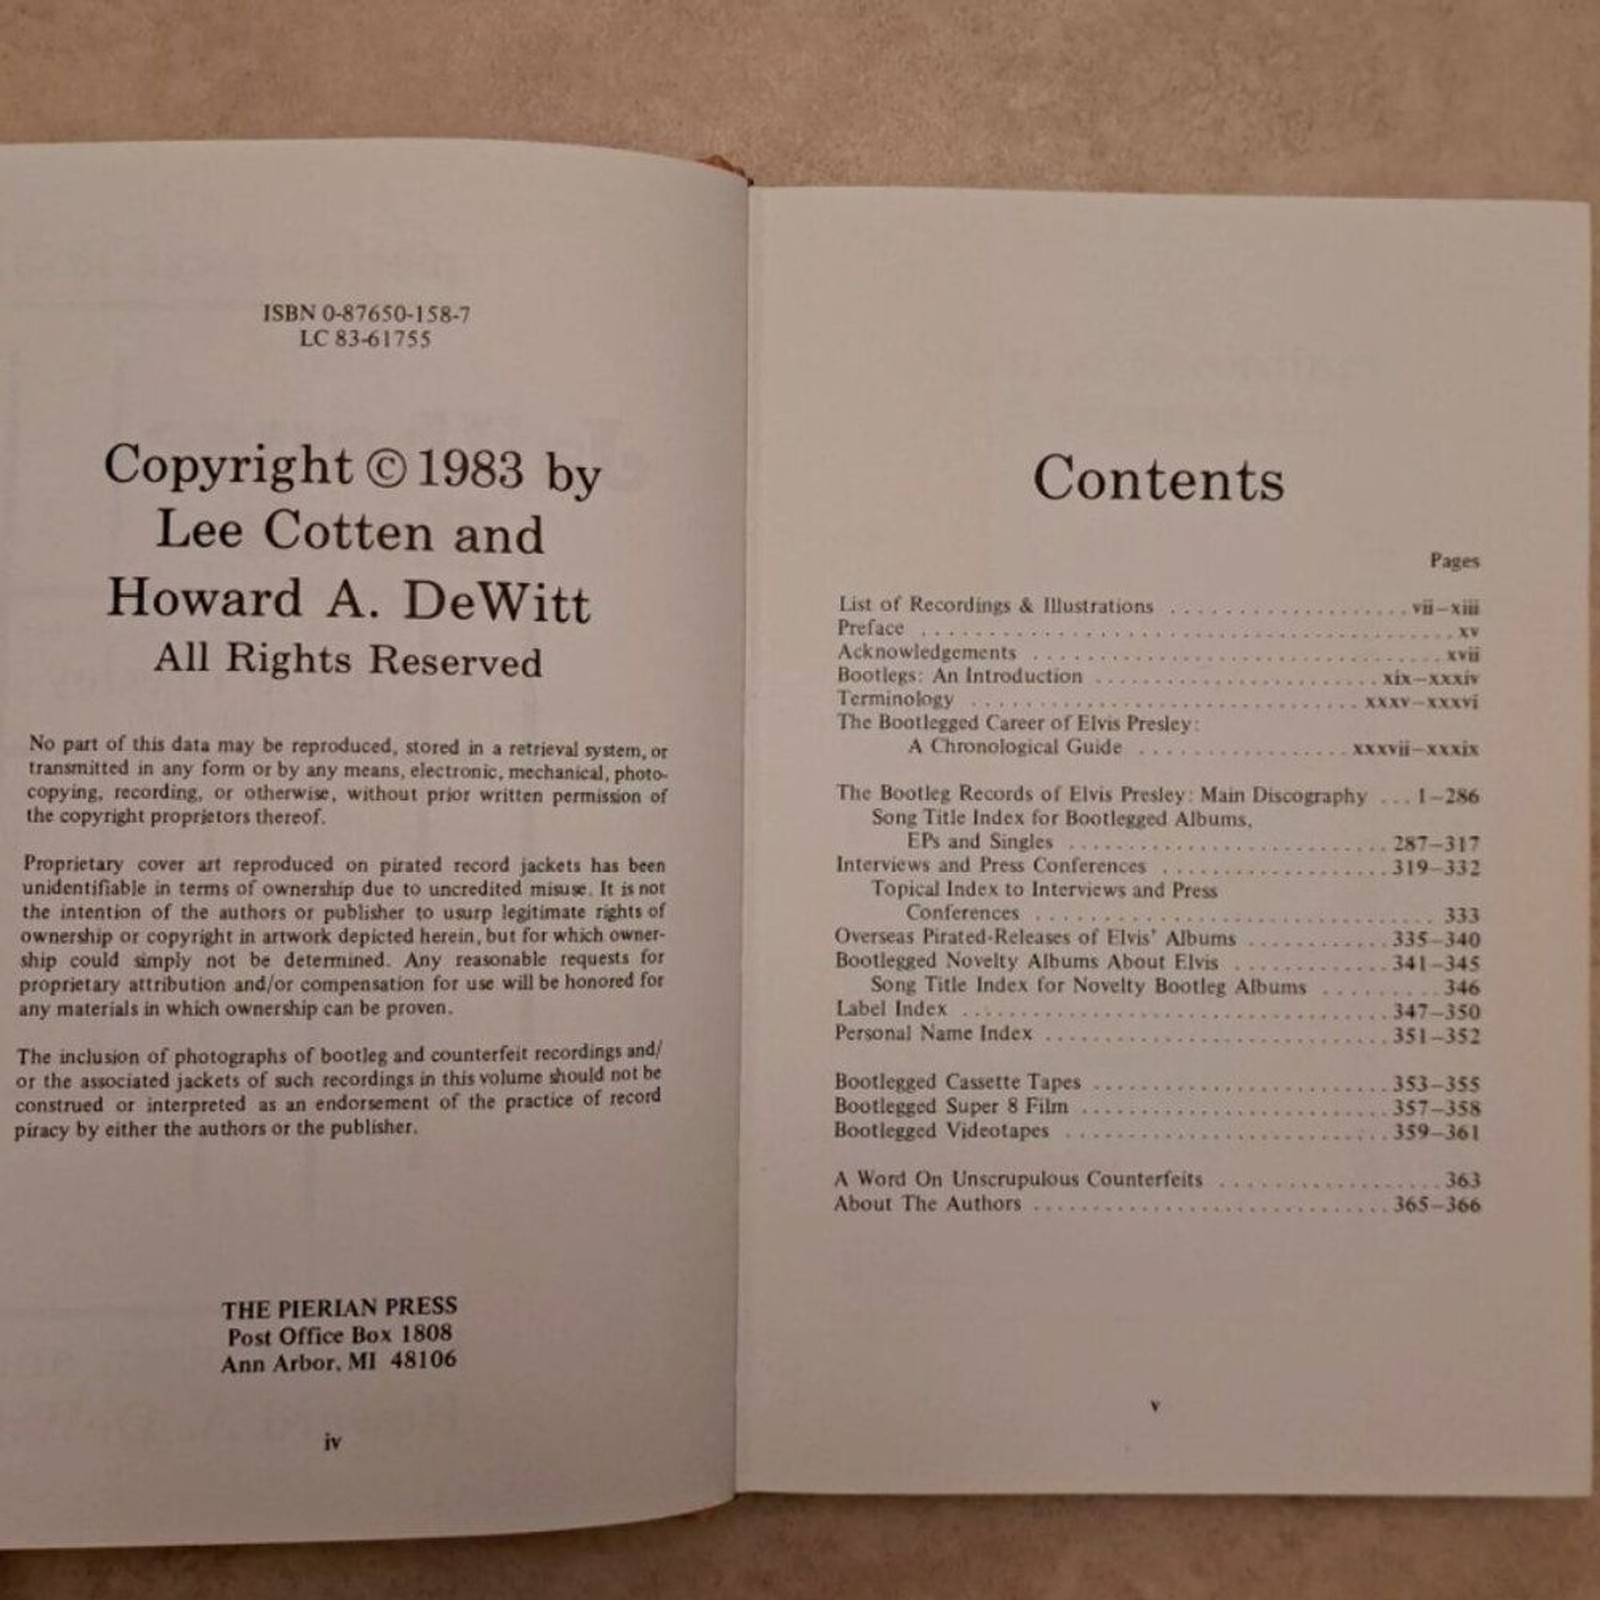 ISBN 0-87650-158-7
LC 83-61755
Copyright © 1983 by
Lee Cotten and
Howard A. DeWitt
All Rights Reserved
No part of this data may be reproduced, stored in a retrieval system, or
transmitted in any form or by any means, electronic, mechanical, photo-
copying, recording, or otherwise, without prior written permission of
the copyright proprietors thereof.
Proprietary cover art reproduced on pirated record jackets has been
unidentifiable in terms of ownership due to uncredited misuse. It is not
the intention of the authors or publisher to usurp legitimate rights of
ownership or copyright in artwork depicted herein, but for which owner-
ship could simply not be determined. Any reasonable requests for
proprietary attribution and/or compensation for use will be honored for
any materials in which ownership can be proven.
The inclusion of photographs of bootleg and counterfeit recordings and/
or the associated jackets of such recordings in this volume should not be
construed or interpreted as an endorsement of the practice of record
piracy by either the authors or the publisher.
THE PIERIAN PRESS
Post Office Box 1808
Ann Arbor, MI 48106
iv
Contents
Pages
List of Recordings & Illustrations . . . . . . . . . . . . . . . . . . vii–xiii
Preface . . . . . . . . . . . . . . . . . . . . . . . . . . . . . . . . . . . . . . . xv
Acknowledgements . . . . . . . . . . . . . . . . . . . . . . . . . . . . . . xvii
Bootlegs: An Introduction . . . . . . . . . . . . . . . . . . . . . xix–xxxiv
Terminology . . . . . . . . . . . . . . . . . . . . . . . . . . . . . xxxv–xxxvi
The Bootlegged Career of Elvis Presley:
A Chronological Guide . . . . . . . . . . . . . . . . xxxvii–xxxix
The Bootleg Records of Elvis Presley: Main Discography . . . 1–286
Song Title Index for Bootlegged Albums,
EPs and Singles . . . . . . . . . . . . . . . . . . . . . . . . 287–317
Interviews and Press Conferences . . . . . . . . . . . . . . . . . 319–332
Topical Index to Interviews and Press
Conferences . . . . . . . . . . . . . . . . . . . . . . . . . . . . . . 333
Overseas Pirated-Releases of Elvis' Albums . . . . . . . . . . . . 335–340
Bootlegged Novelty Albums About Elvis . . . . . . . . . . . . . 341–345
Song Title Index for Novelty Bootleg Albums . . . . . . . . . 346
Label Index . . . . . . . . . . . . . . . . . . . . . . . . . . . . . . . . 347–350
Personal Name Index . . . . . . . . . . . . . . . . . . . . . . . . . . 351–352
Bootlegged Cassette Tapes . . . . . . . . . . . . . . . . . . . . . . 353–355
Bootlegged Super 8 Film . . . . . . . . . . . . . . . . . . . . . . . 357–358
Bootlegged Videotapes . . . . . . . . . . . . . . . . . . . . . . . . 359–361
A Word On Unscrupulous Counterfeits . . . . . . . . . . . . . . . . . 363
About The Authors . . . . . . . . . . . . . . . . . . . . . . . . . . . 365–366
v